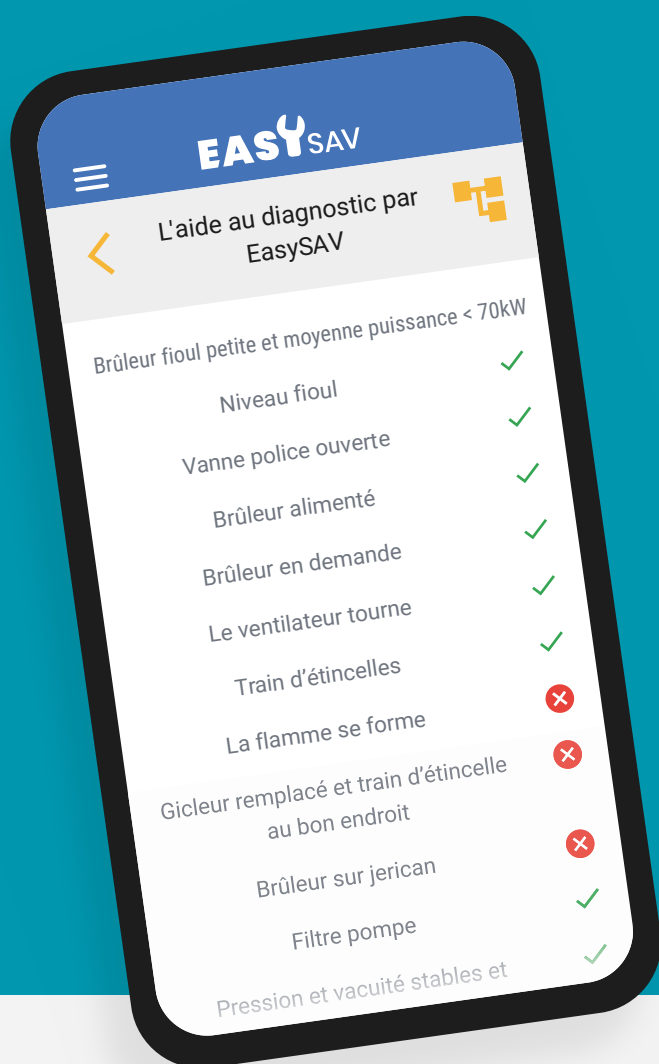 EASY SAV
L'aide au diagnostic par
EasySAV
Brûleur fioul petite et moyenne puissance < 70kW
Niveau fioul
Vanne police ouverte
Brûleur alimenté
Brûleur en demande
Le ventilateur tourne
Train d’étincelles
La flamme se forme
Gicleur remplacé et train d’étincelle
au bon endroit
Brûleur sur jerican
Filtre pompe
Pression et vacuité stables et